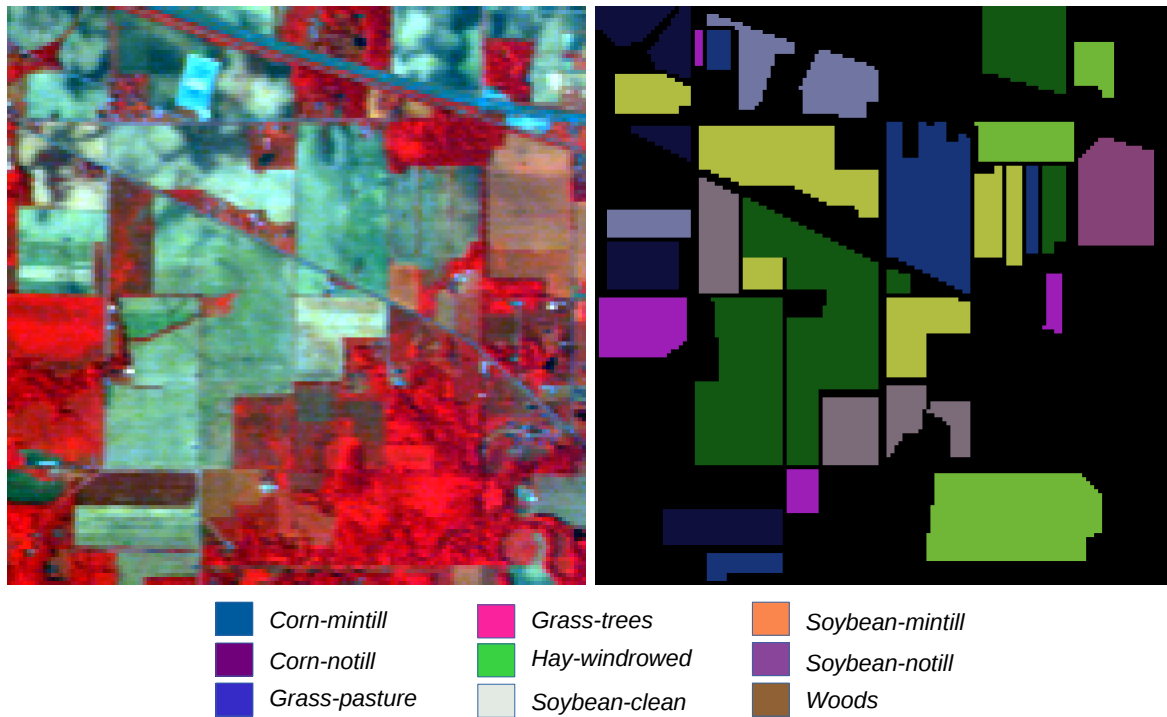 Corn-mintill
Grass-trees
Soybean-mintill
Corn-notill
Hay-windrowed
Soybean-notill
Grass-pasture
Soybean-clean
Woods